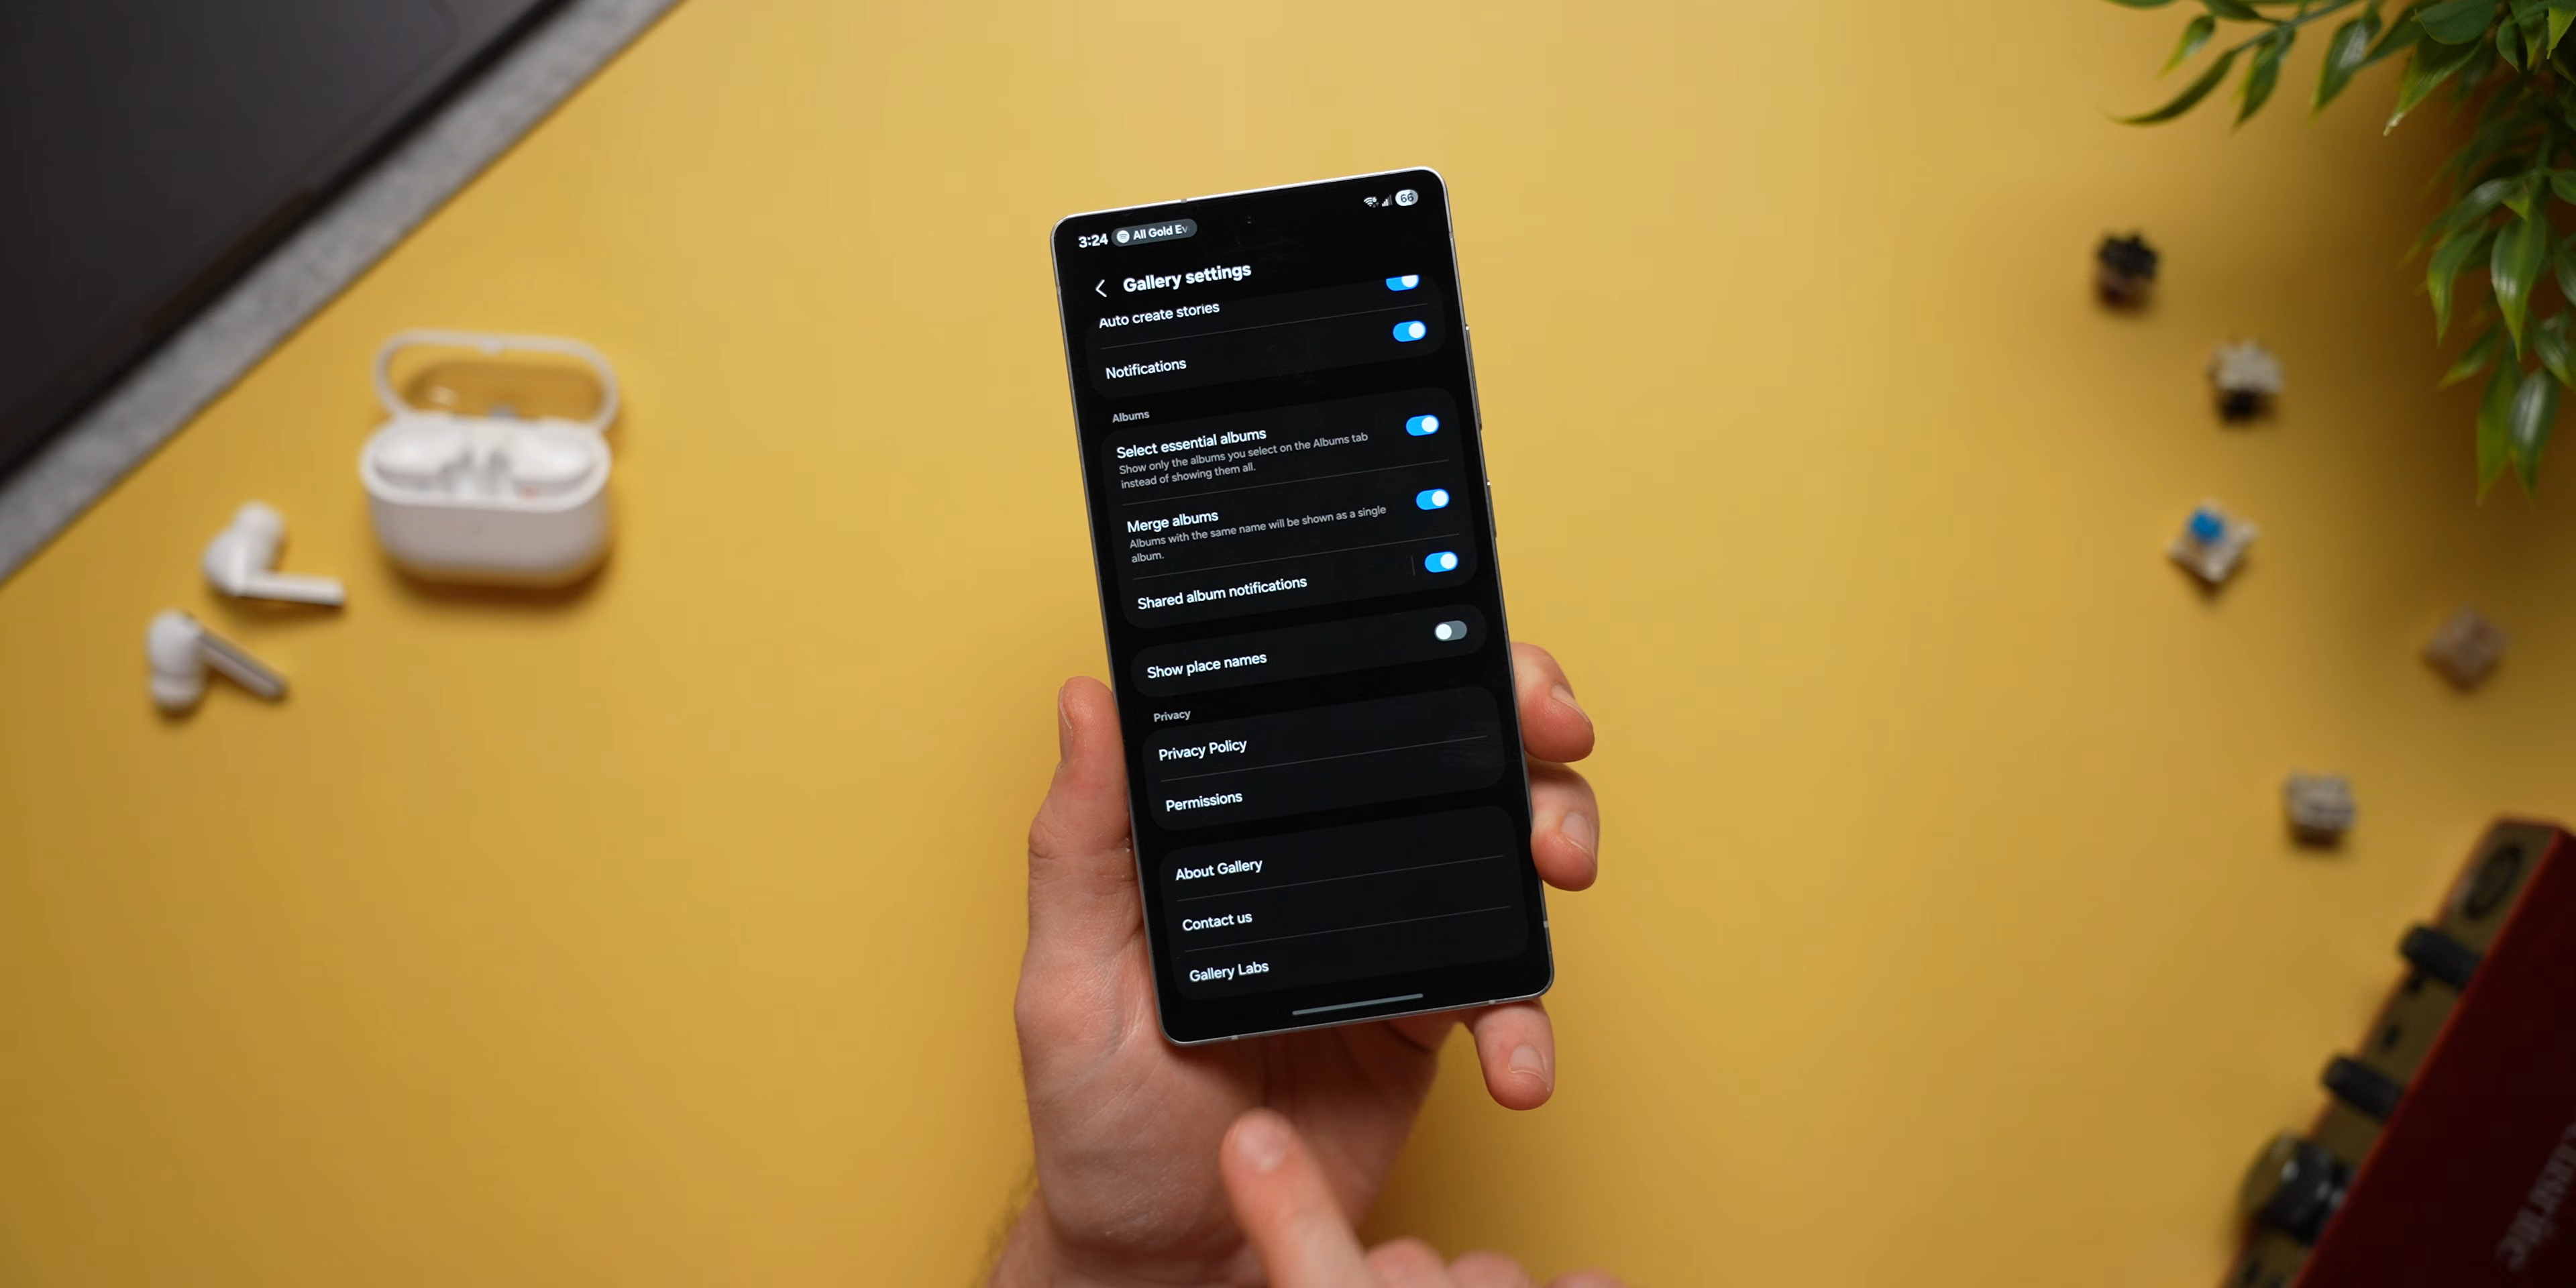 3:24 All Gold Ev 66
Gallery settings
Auto create stories
Notifications
Albums
Select essential albums
Show only the albums you select on the Albums tab
instead of showing them all.
Merge albums
Albums with the same name will be shown as a single
album.
Shared album notifications
Show place names
Privacy
Privacy Policy
Permissions
About Gallery
Contact us
Gallery Labs